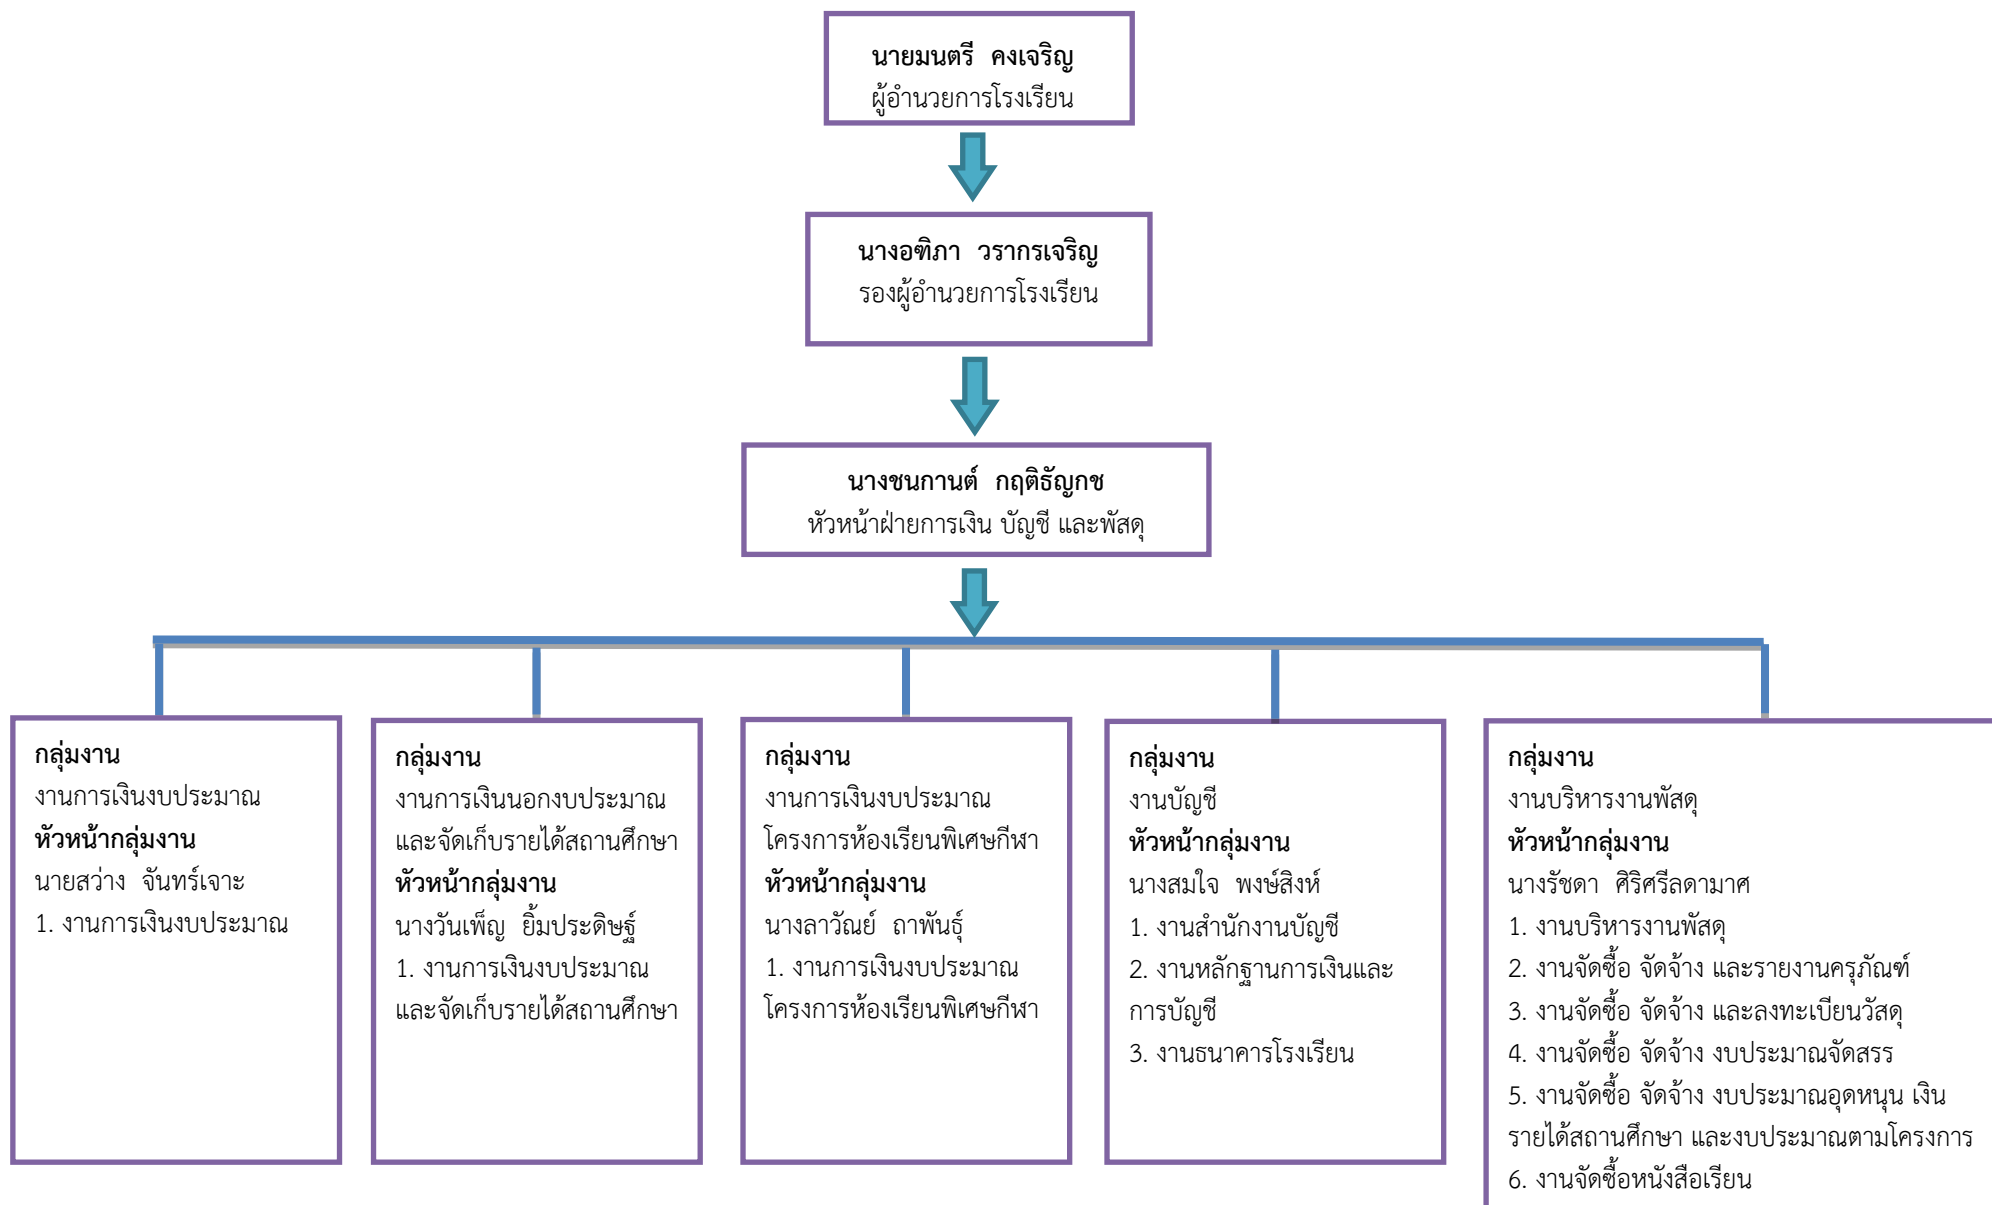 นายมนตรี  คงเจริญ
ผู้อำนวยการโรงเรียน
นางอฑิภา  วรากรเจริญ
รองผู้อำนวยการโรงเรียน
นางชนกานต์  กฤติธัญกช
หัวหน้าฝ่ายการเงิน บัญชี และพัสดุ
กลุ่มงาน
งานการเงินงบประมาณ
หัวหน้ากลุ่มงาน
นายสว่าง  จันทร์เจาะ
1. งานการเงินงบประมาณ
กลุ่มงาน
งานการเงินนอกงบประมาณ
และจัดเก็บรายได้สถานศึกษา
หัวหน้ากลุ่มงาน
นางวันเพ็ญ  ยิ้มประดิษฐ์
1. งานการเงินงบประมาณ
และจัดเก็บรายได้สถานศึกษา
กลุ่มงาน
งานการเงินงบประมาณ
โครงการห้องเรียนพิเศษกีฬา
หัวหน้ากลุ่มงาน
นางลาวัณย์  ถาพันธุ์
1. งานการเงินงบประมาณ
โครงการห้องเรียนพิเศษกีฬา
กลุ่มงาน
งานบัญชี
หัวหน้ากลุ่มงาน
นางสมใจ  พงษ์สิงห์
1. งานสำนักงานบัญชี
2. งานหลักฐานการเงินและ
การบัญชี
3. งานธนาคารโรงเรียน
กลุ่มงาน
งานบริหารงานพัสดุ
หัวหน้ากลุ่มงาน
นางรัชดา  ศิริศรีลดามาศ
1. งานบริหารงานพัสดุ
2. งานจัดซื้อ จัดจ้าง และรายงานครุภัณฑ์
3. งานจัดซื้อ จัดจ้าง และลงทะเบียนวัสดุ
4. งานจัดซื้อ จัดจ้าง งบประมาณจัดสรร
5. งานจัดซื้อ จัดจ้าง งบประมาณอุดหนุน เงิน
รายได้สถานศึกษา และงบประมาณตามโครงการ
6. งานจัดซื้อหนังสือเรียน